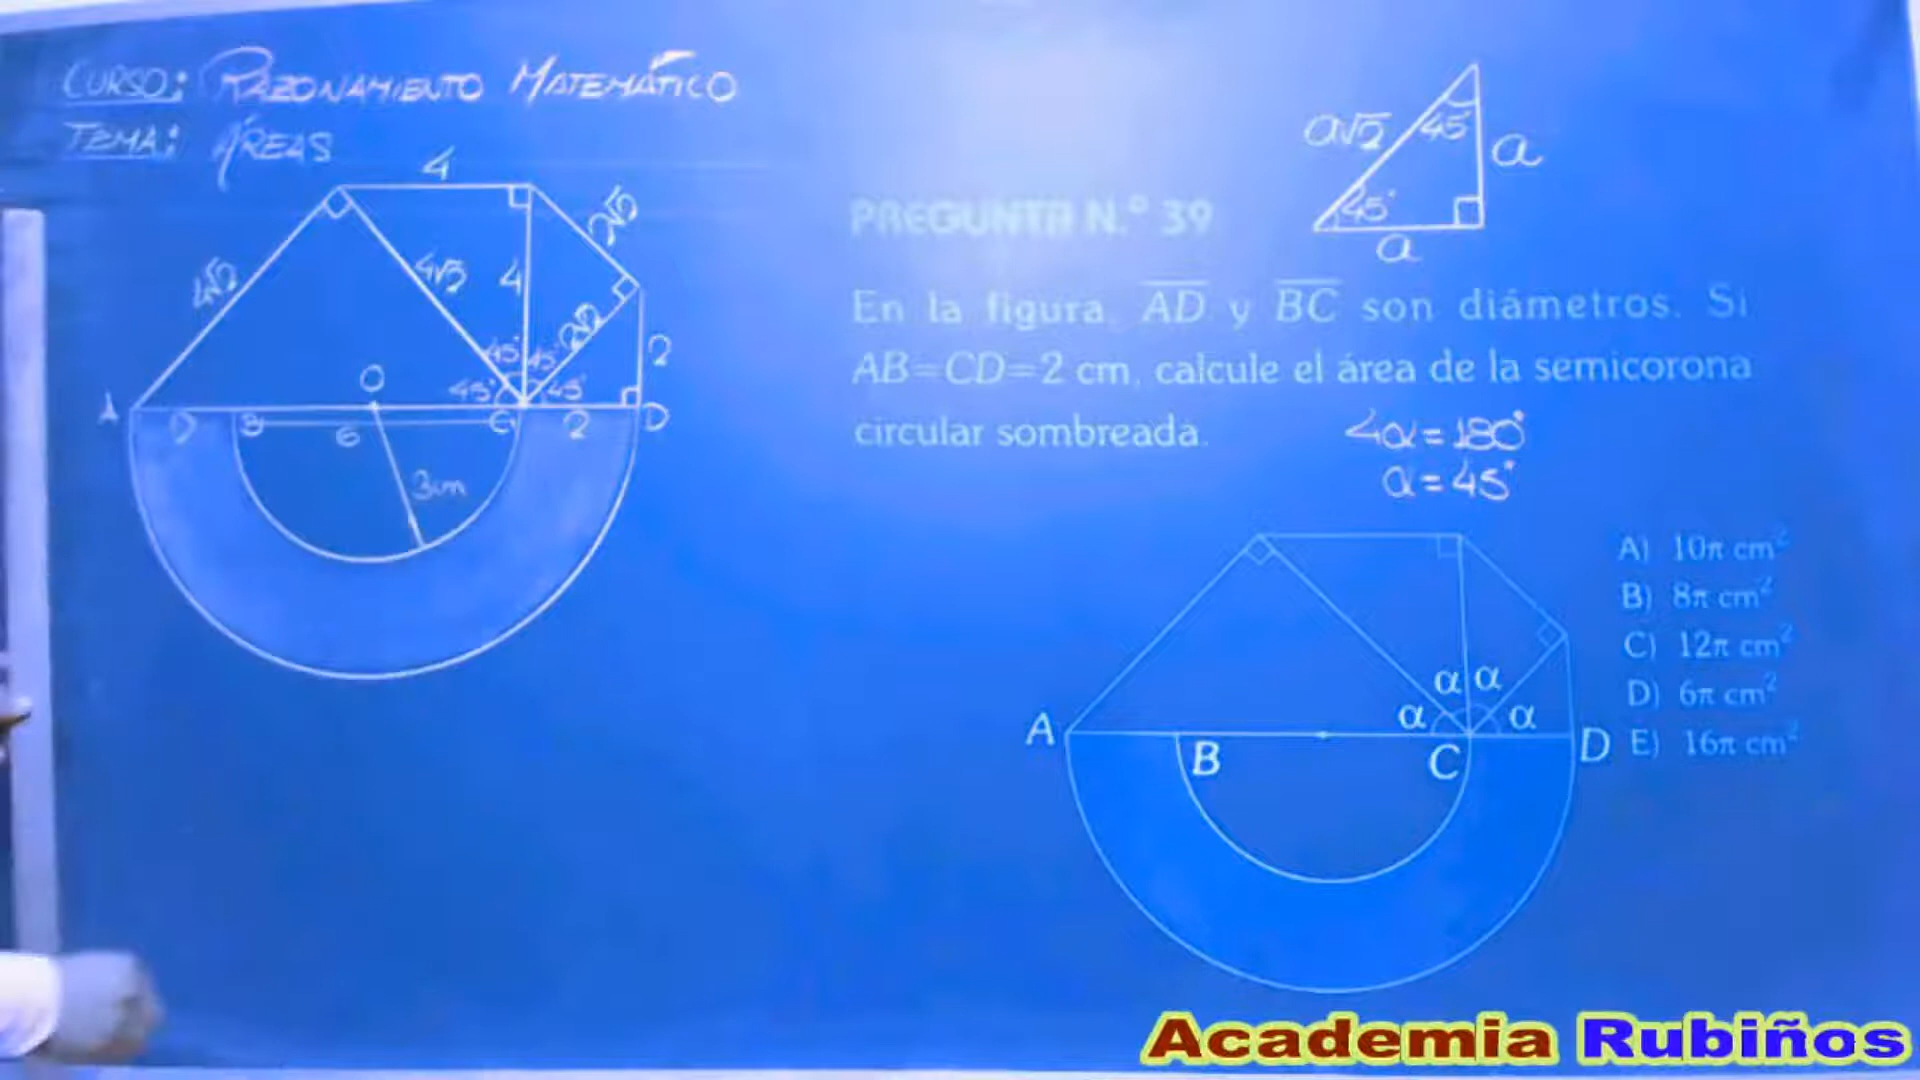 CURSO: RAZONAMIENTO MATEMÁTICO
TEMA: ÁREAS
4
4√2
4√2
4
2√2
2√2
45°
45°
45°
45°
2
A
2
B
6
O
C
2
D
3cm
a√2
45°
a
45°
a
PREGUNTA N.° 39
En la figura, AD y BC son diámetros. Si
AB=CD=2 cm, calcule el área de la semicorona
circular sombreada.
4α=180°
α=45°
A
B
C
D
α
α
α
α
A) 10π cm²
B) 8π cm²
C) 12π cm²
D) 6π cm²
E) 16π cm²
Academia Rubiños